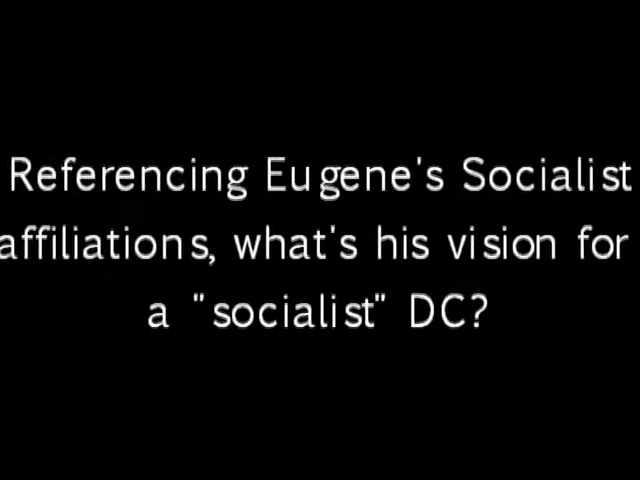 Referencing Eugene's Socialist
affiliations, what's his vision for
a "socialist" DC?